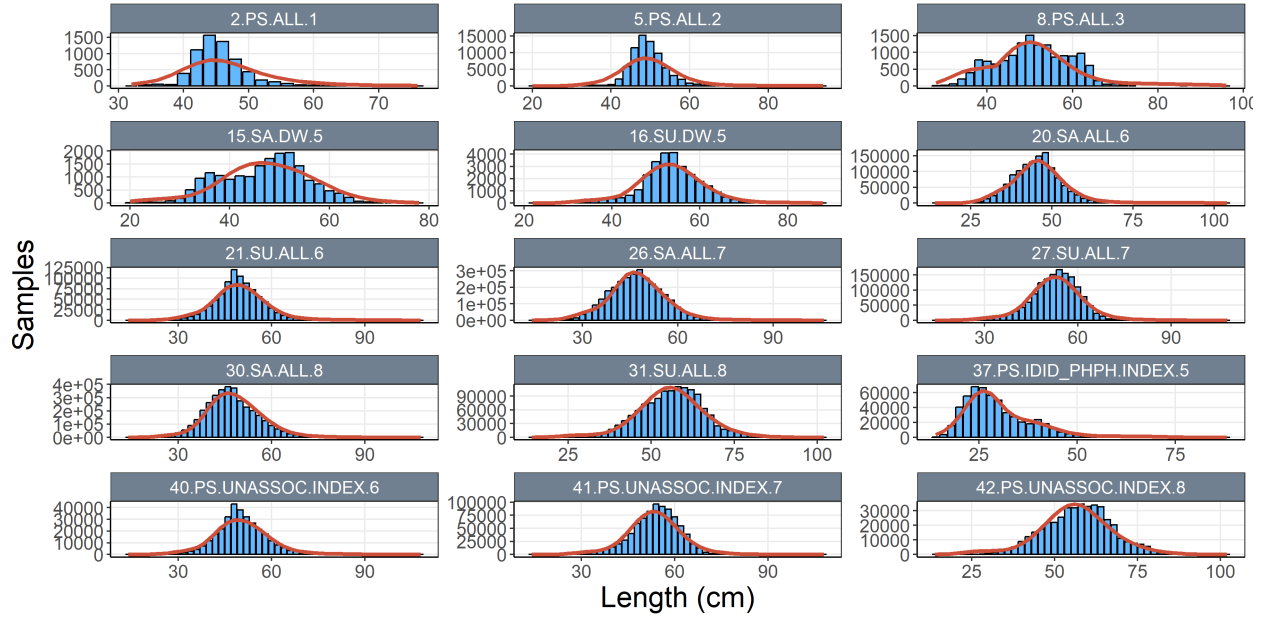 2.PS.ALL.1 5.PS.ALL.2 8.PS.ALL.3
1500 15000 1500
1000 10000 1000
500 5000 500
0 0 0
30 40 50 60 70 20 40 60 80 40 60 80 100
15.SA.DW.5 16.SU.DW.5 20.SA.ALL.6
2000 4000 150000
1500 3000 100000
1000 2000 50000
500 1000 0
0 0
20 40 60 80 20 40 60 80 25 50 75 100
21.SU.ALL.6 26.SA.ALL.7 27.SU.ALL.7
125000 3e+05 150000
100000 2e+05 100000
75000 1e+05 50000
50000 0e+00 0
25000
0
30 60 90 30 60 90 30 60 90
Samples
30.SA.ALL.8 31.SU.ALL.8 37.PS.IDID_PHPH.INDEX.5
4e+05 90000 60000
3e+05 60000 40000
2e+05 30000 20000
1e+05 0 0
0e+00
30 60 90 25 50 75 100 25 50 75
40.PS.UNASSOC.INDEX.6 41.PS.UNASSOC.INDEX.7 42.PS.UNASSOC.INDEX.8
40000 100000 30000
30000 75000 20000
20000 50000 10000
10000 25000 0
0 0
30 60 90 30 60 90 25 50 75 100
Length (cm)